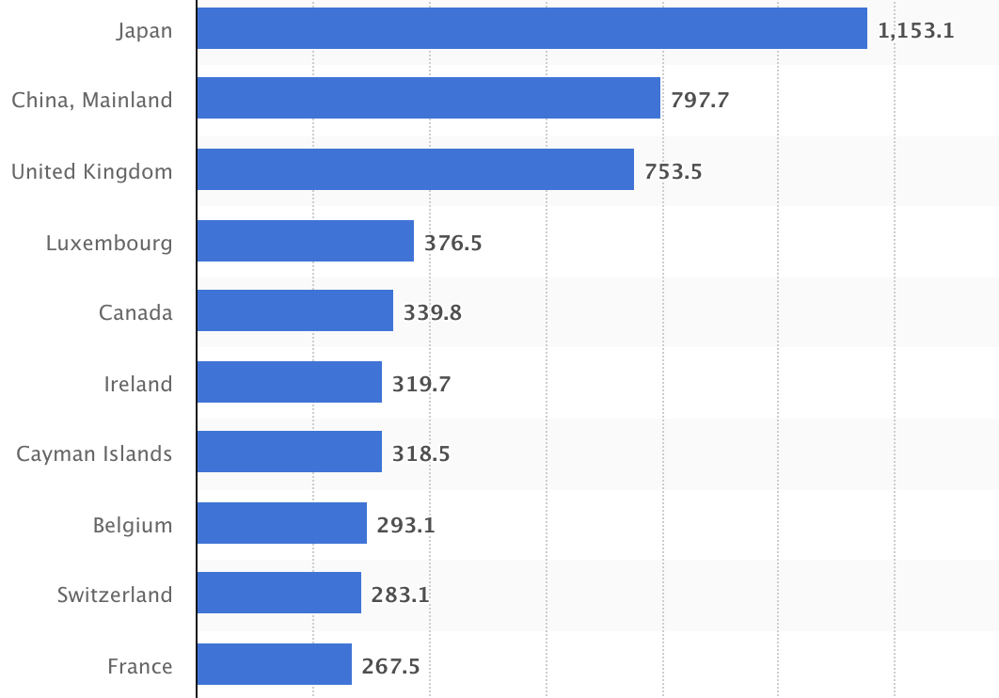 Japan 1,153.1
China, Mainland 797.7
United Kingdom 753.5
Luxembourg 376.5
Canada 339.8
Ireland 319.7
Cayman Islands 318.5
Belgium 293.1
Switzerland 283.1
France 267.5